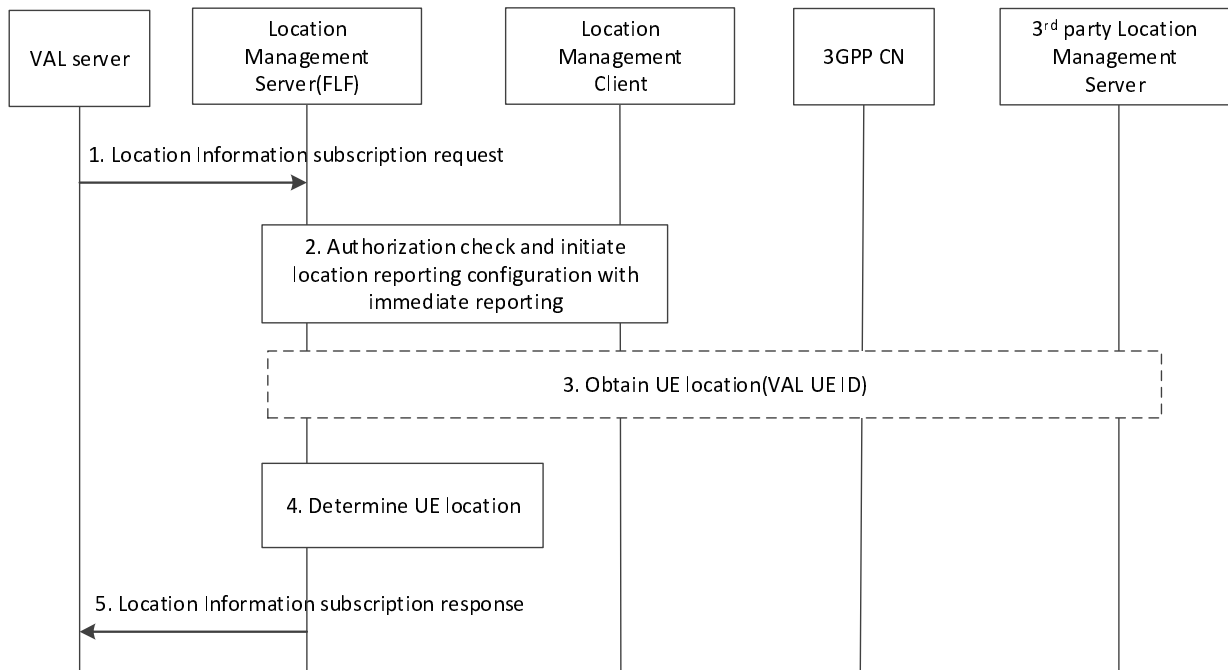 VAL server
Location
Management
Server(FLF)
Location
Management
Client
3GPP CN
3rd party Location
Management
Server
1. Location Information subscription request
2. Authorization check and initiate
location reporting configuration with
immediate reporting
3. Obtain UE location(VAL UE ID)
4. Determine UE location
5. Location Information subscription response